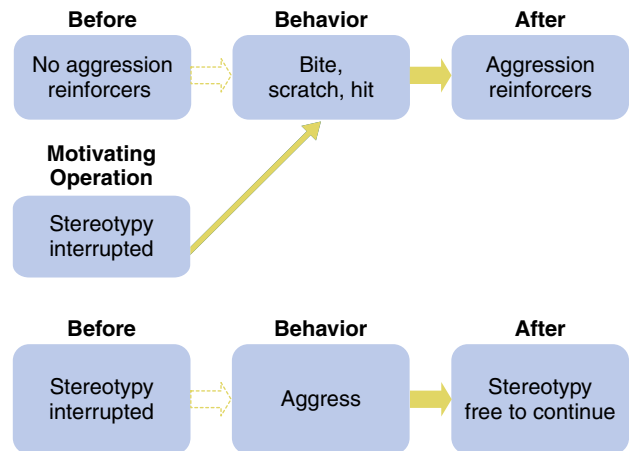 Before
Behavior
After
No aggression
reinforcers
Bite,
scratch, hit
Aggression
reinforcers
Motivating
Operation
Stereotypy
interrupted
Before
Behavior
After
Stereotypy
interrupted
Aggress
Stereotypy
free to continue